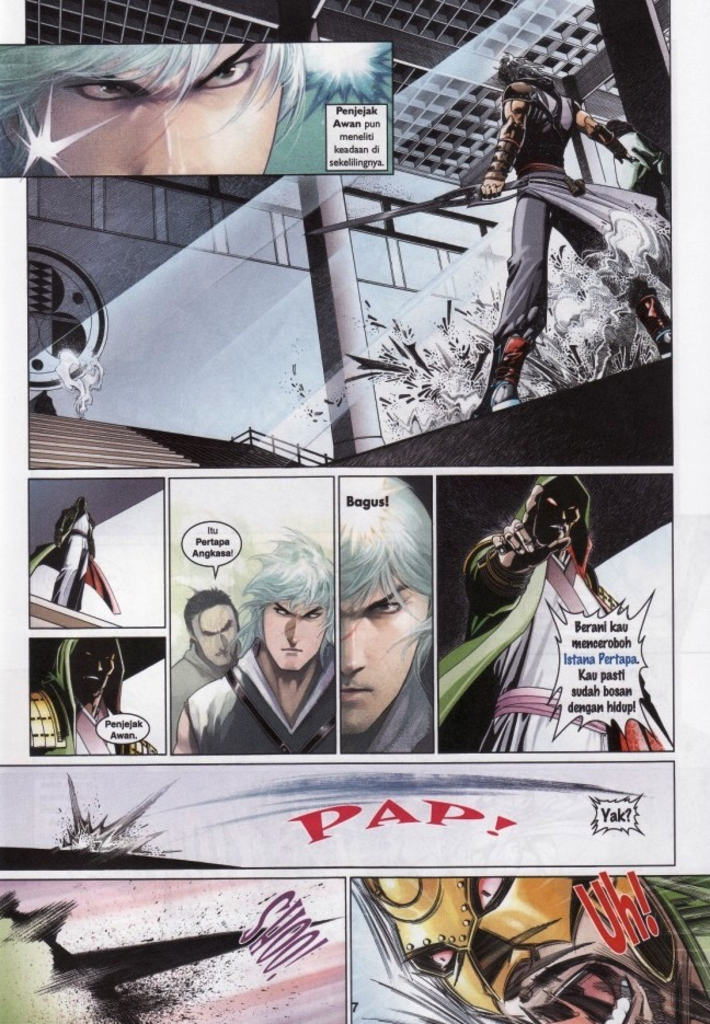 Penjejak
Awan pun
meneliti
keadaan di
sekelilingnya.
Itu
Pertapa
Angkasa!
Bagus!
Penjejak
Awan.
Berani kau
menceroboh
Istana Pertapa.
Kau pasti
sudah bosan
dengan hidup!
PAP!
Yak?
SYUU!
Uh!
7